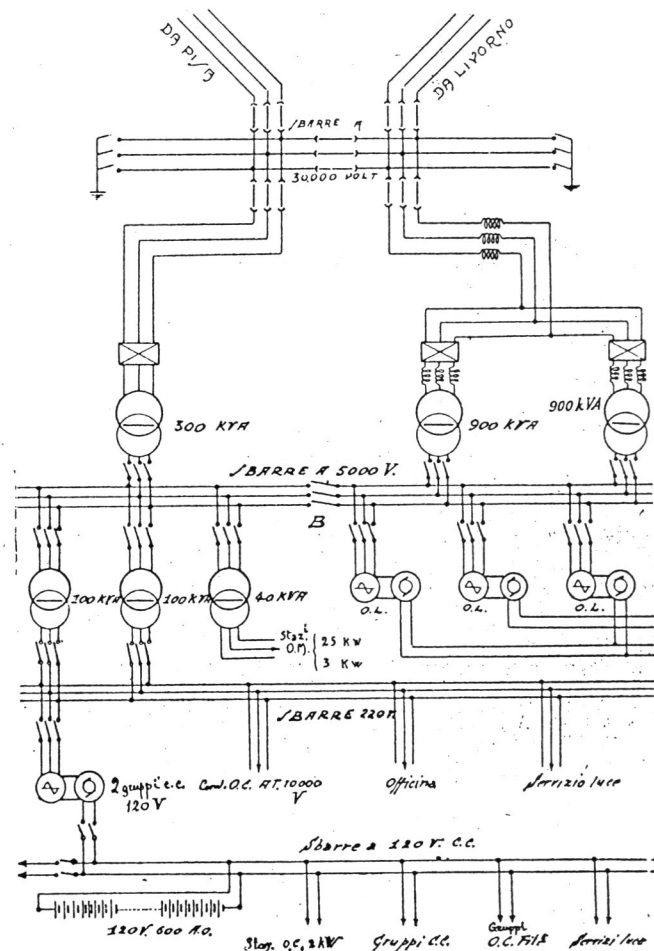 DA PISA
DA LIVORNO
SBARRE A
30,000 VOLT
300 KVA
900 KVA
900 KVA
SBARRE A 5000 V.
B
100 KVA
100 KVA
40 KVA
O.L.
O.L.
O.L.
Staz.i
O.M.
25 KW
3 KW
SBARRE 220
2 gruppi c.c.
120 V
Cond. O.C. AT. 10000
V
Officina
Servizio luce
Sbarre a 120 V. C.C.
120 V. 600 A.O.
Staz. O.C. 2 KW
Gruppi C.C.
Gruppi
O.C. Fili
Servizi luce